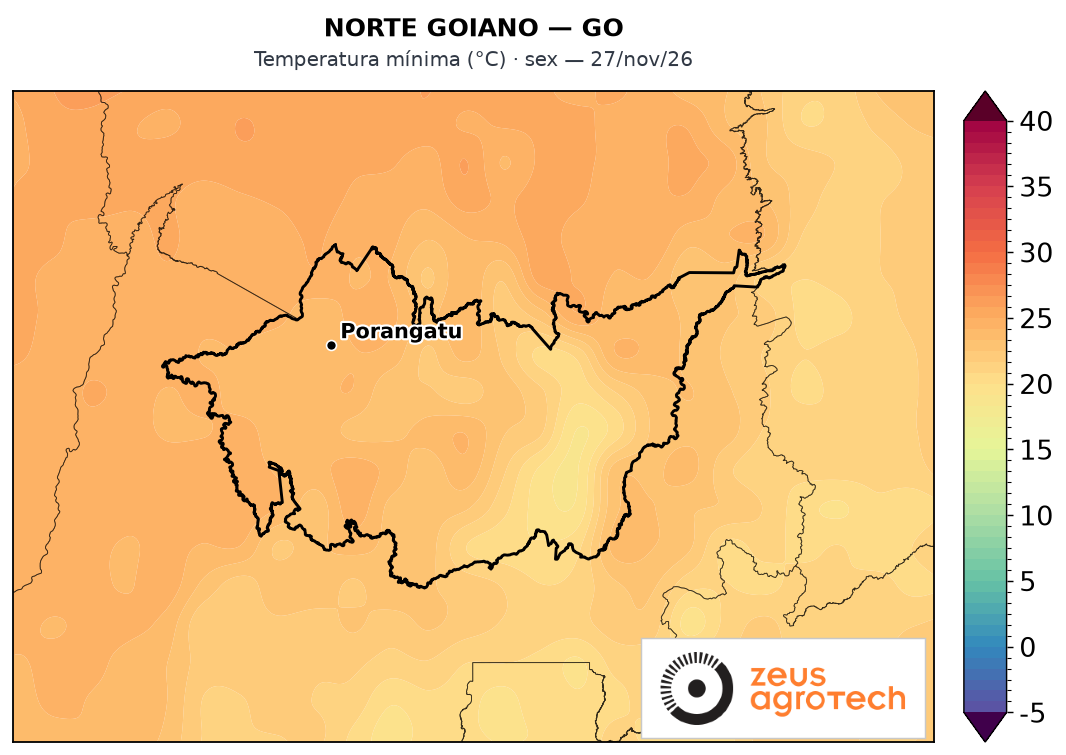 NORTE GOIANO — GO
Temperatura mínima (°C) · sex — 27/nov/26
Porangatu
40
35
30
25
20
15
10
5
0
-5
zeus
agrotech